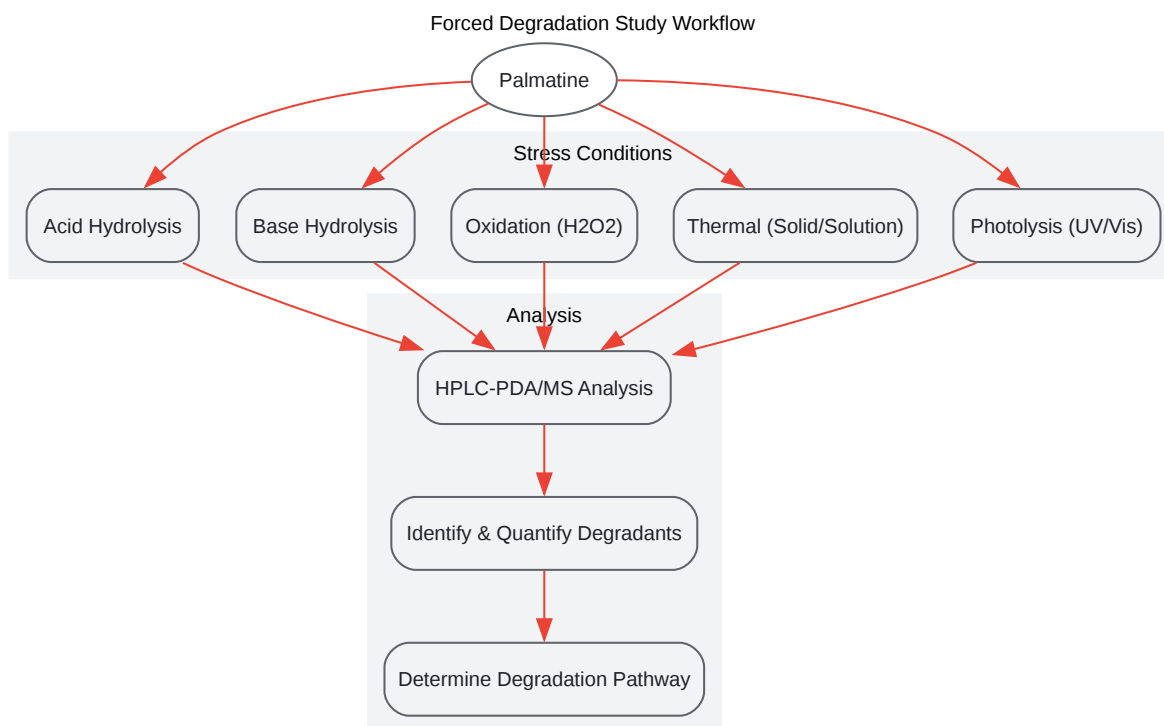 Forced Degradation Study Workflow
Palmatine
Stress Conditions
Acid Hydrolysis
Base Hydrolysis
Oxidation (H2O2)
Thermal (Solid/Solution)
Photolysis (UV/Vis)
Analysis
HPLC-PDA/MS Analysis
Identify & Quantify Degradants
Determine Degradation Pathway